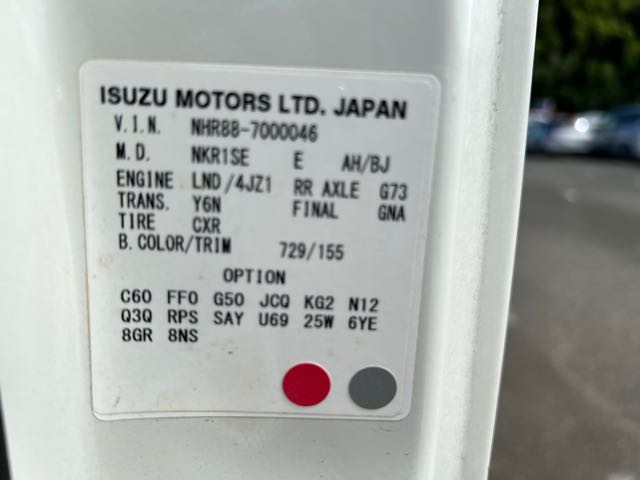 ISUZU MOTORS LTD. JAPAN
V.I.N. NHR88-7000046
M.D. NKR1SE E AH/BJ
ENGINE LND/4JZ1 RR AXLE G73
TRANS. Y6N FINAL GNA
TIRE CXR
B.COLOR/TRIM 729/155
OPTION
C60 FF0 G50 JCQ KG2 N12
Q3Q RPS SAY U69 25W 6YE
8GR 8NS